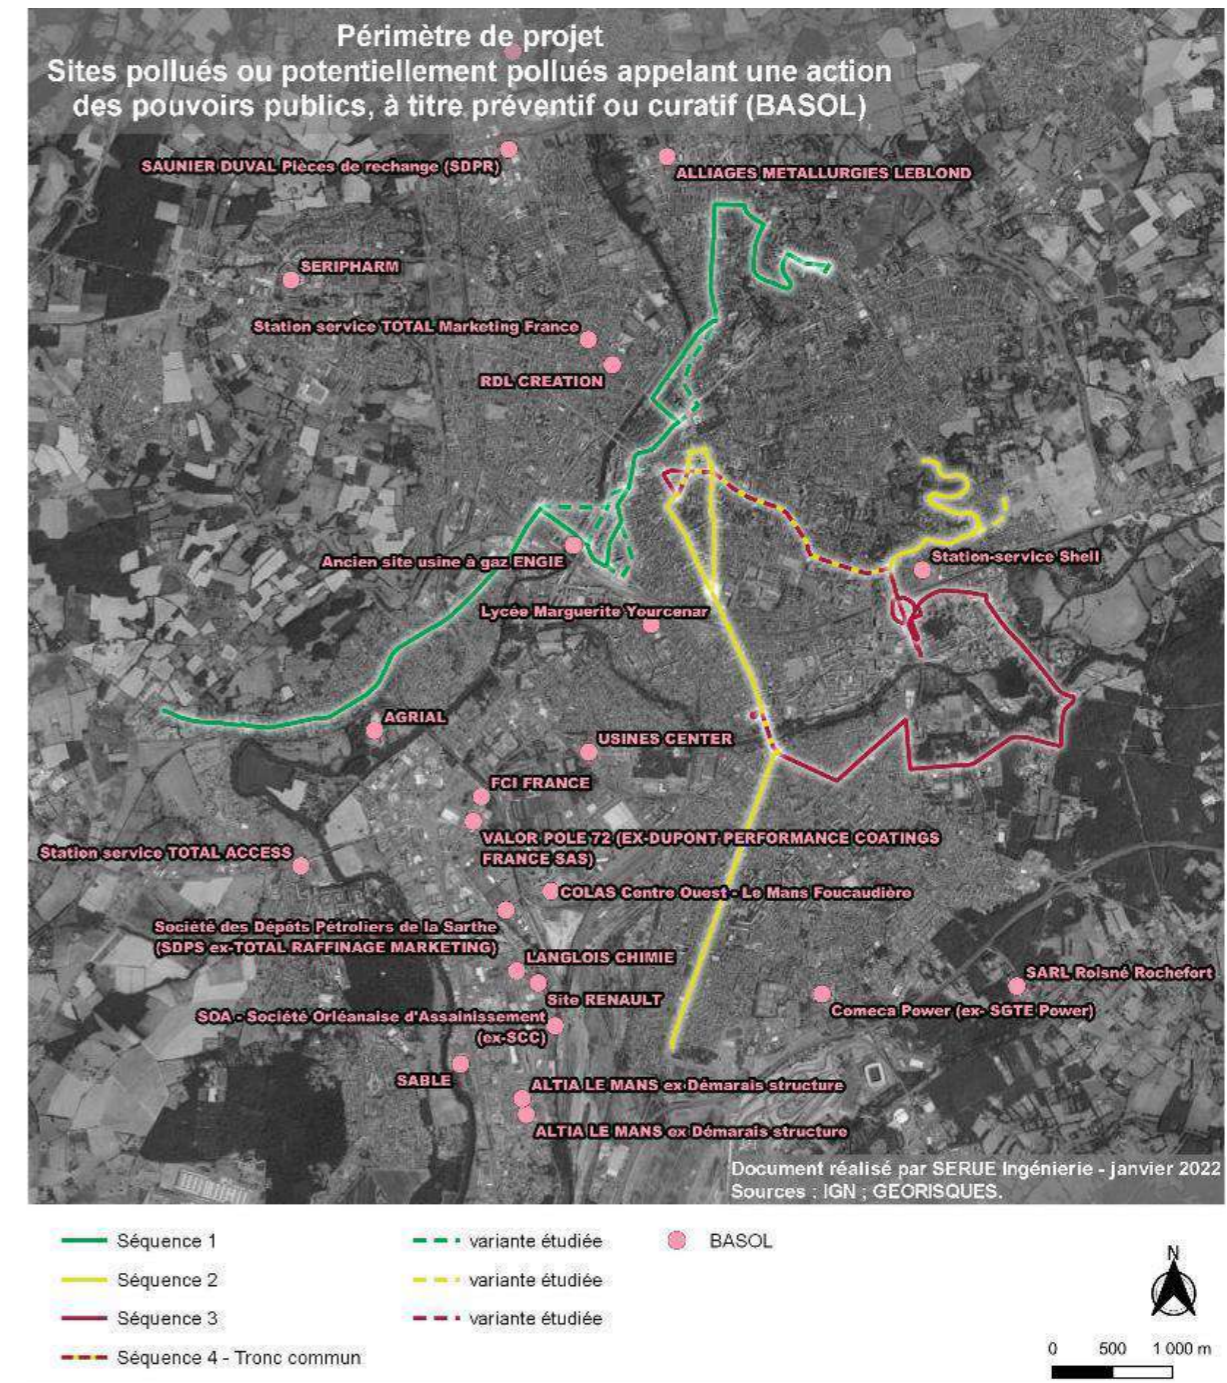 Périmètre de projet
Sites pollués ou potentiellement pollués appelant une action
des pouvoirs publics, à titre préventif ou curatif (BASOL)
SAUNIER DUVAL Pièces de rechange (SDPR)
ALLIAGES METALLURGIES LEBLOND
SERIPHARM
Station service TOTAL Marketing France
RDL CREATION
Ancien site usine à gaz ENGIE
Station-service Shell
Lycée Marguerite Yourcenar
AGRIAL
USINES CENTER
FCI FRANCE
VALOR POLE 72 (EX-DUPONT PERFORMANCE COATINGS
FRANCE SAS)
Station service TOTAL ACCESS
COLAS Centre Ouest - Le Mans Foucaudière
Société des Dépôts Pétroliers de la Sarthe
(SDPS ex-TOTAL RAFFINAGE MARKETING)
LANGLOIS CHIMIE
SARL Roisné Rochefort
Site RENAULT
Comeca Power (ex- SGTE Power)
SOA - Société Orléanaise d'Assainissement
(ex-SCC)
SABLE
ALTIA LE MANS ex Démarais structure
ALTIA LE MANS ex Démarais structure
Document réalisé par SERUE Ingénierie - janvier 2022
Sources : IGN ; GEORISQUES.
Séquence 1
variante étudiée
BASOL
Séquence 2
variante étudiée
Séquence 3
variante étudiée
Séquence 4 - Tronc commun
N
0 500 1 000 m